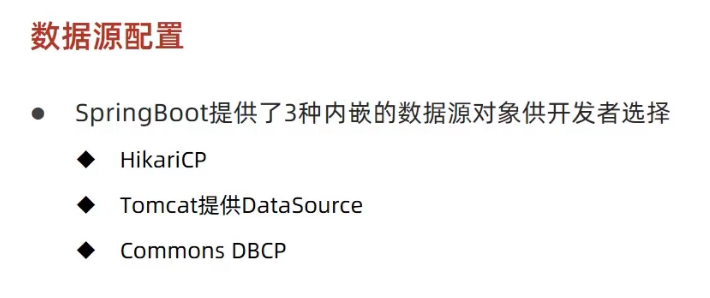 数据源配置
SpringBoot提供了3种内嵌的数据源对象供开发者选择
HikariCP
Tomcat提供DataSource
Commons DBCP